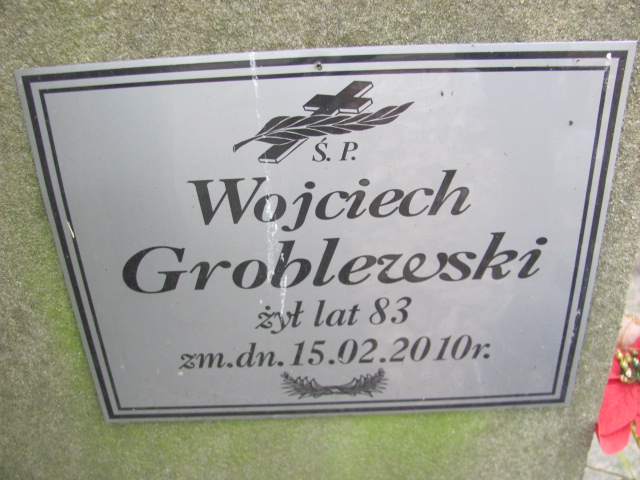 Ś. P.
Wojciech
Groblewski
żył lat 83
zm.dn.15.02.2010r.